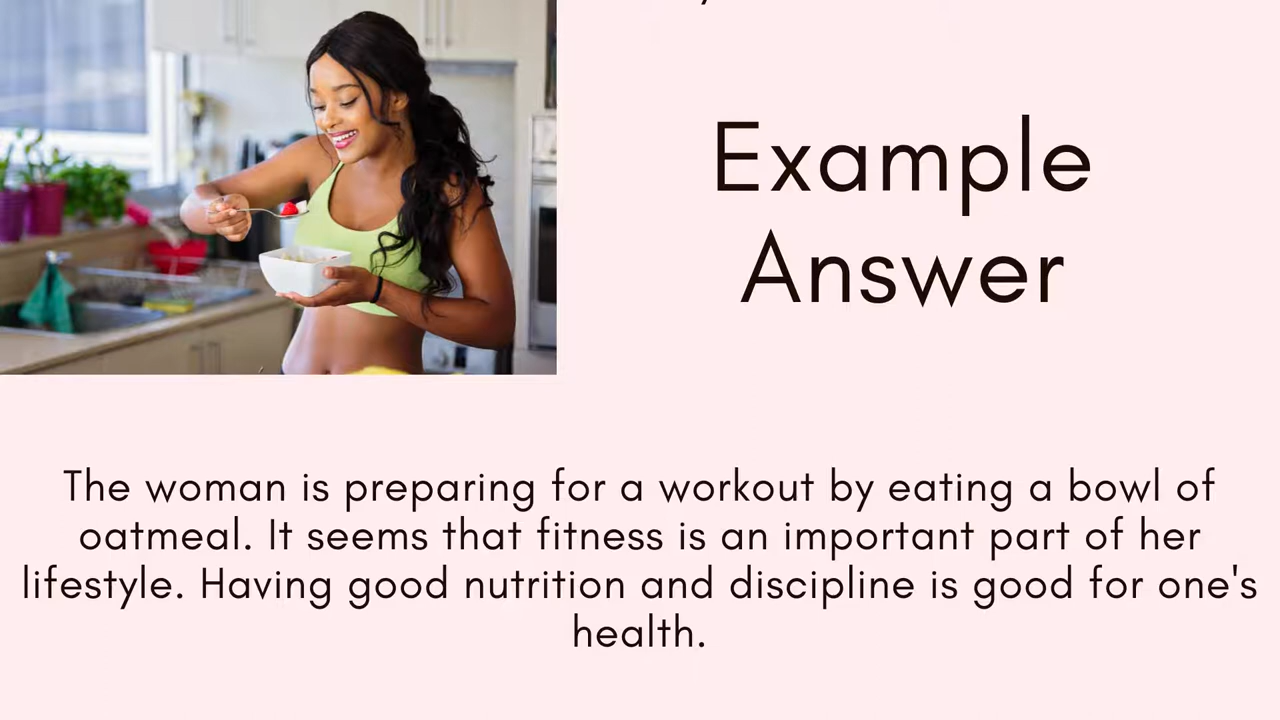 Example
Answer
The woman is preparing for a workout by eating a bowl of
oatmeal. It seems that fitness is an important part of her
lifestyle. Having good nutrition and discipline is good for one's
health.